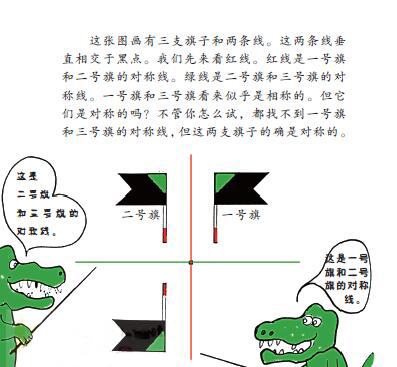 这张图画有三支旗子和两条线。这两条线垂
直相交于黑点。我们先来看红线。红线是一号旗
和二号旗的对称线。绿线是二号旗和三号旗的对
称线。一号旗和三号旗看来似乎是相称的。但它
们是对称的吗？不管你怎么试，都找不到一号旗
和三号旗的对称线，但这两支旗子的确是对称的。
这是
二号旗
和三号旗的
对称线。
二号旗
一号旗
这是一号
旗和二号
旗的对称
线。